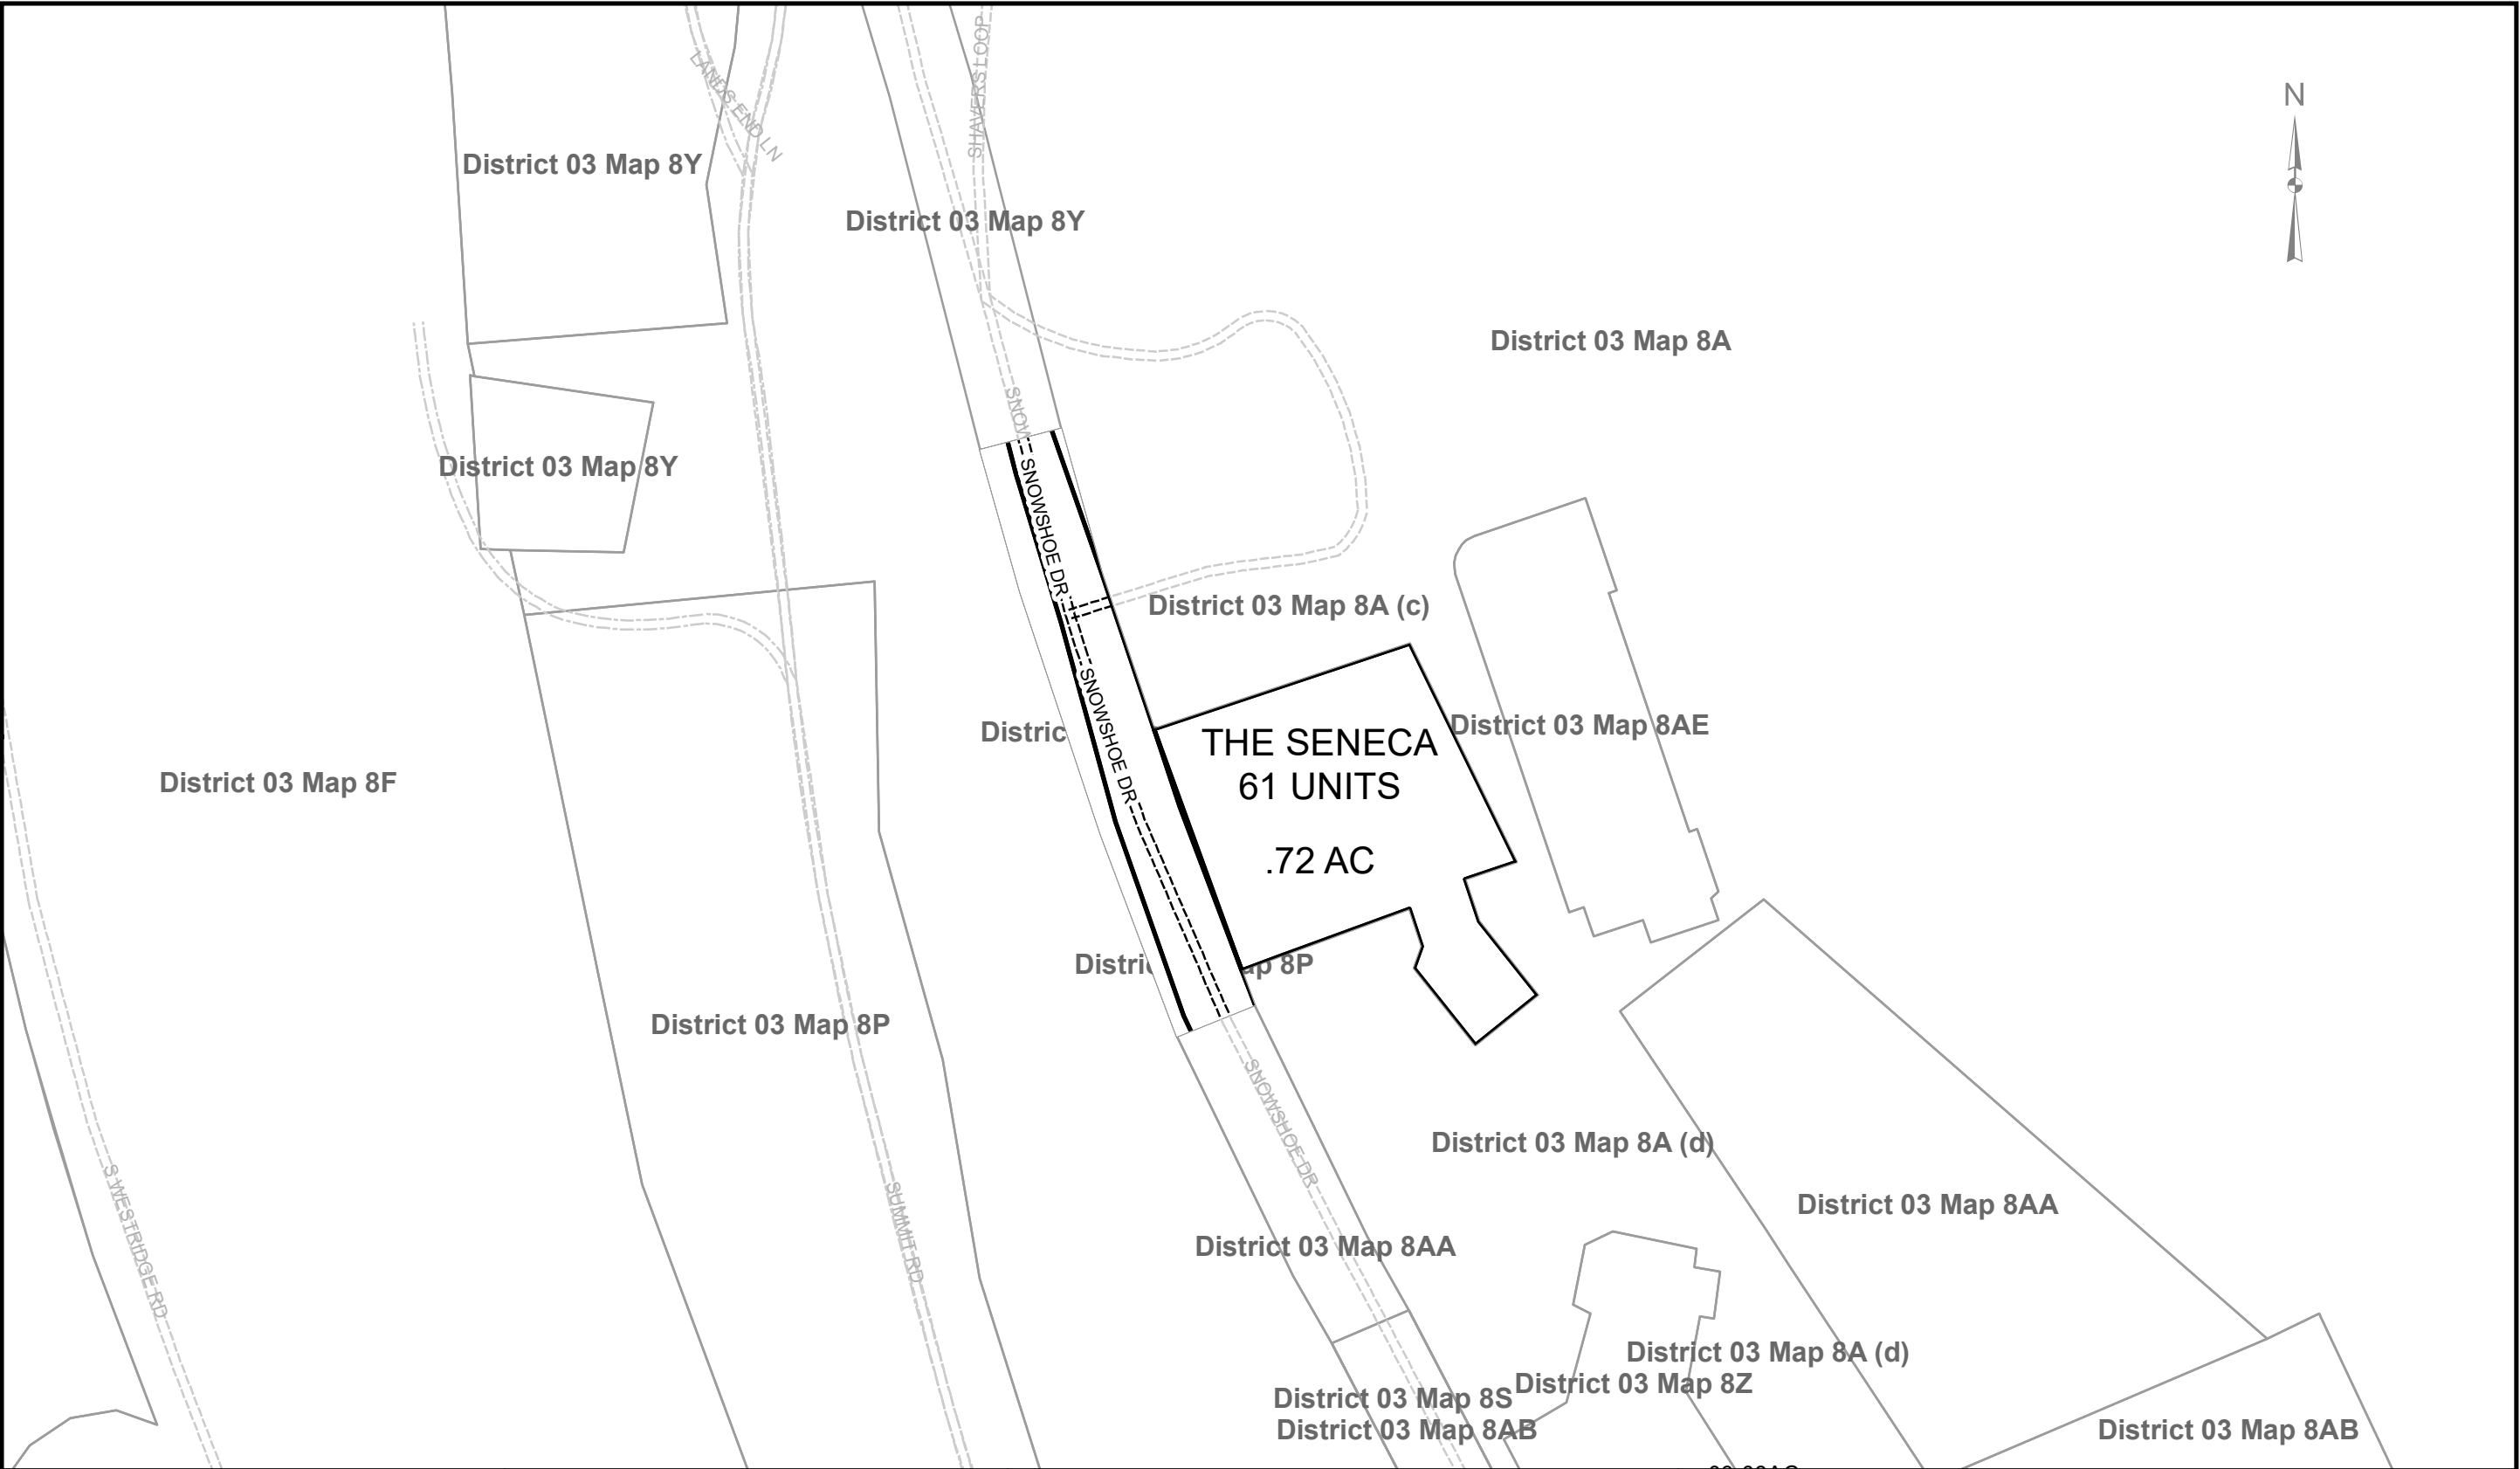 N
LANDS END LN
SHAVERS LOOP
District 03 Map 8Y
District 03 Map 8Y
District 03 Map 8A
SNOW
District 03 Map 8Y
SNOWSHOE DR
District 03 Map 8A (c)
SNOWSHOE DR
Distric
District 03 Map 8AE
THE SENECA
61 UNITS
.72 AC
District 03 Map 8F
Distri
ap 8P
District 03 Map 8P
SNOWSHOE DR
District 03 Map 8A (d)
S WESTRIDGE RD
SUMMIT RD
District 03 Map 8AA
District 03 Map 8AA
District 03 Map 8A (d)
District 03 Map 8Z
District 03 Map 8S
District 03 Map 8AB
District 03 Map 8AB